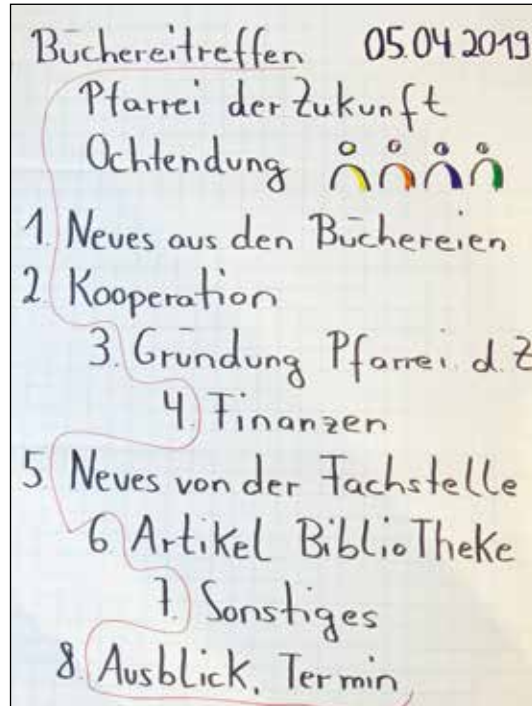 Büchereitreffen 05.04.2019
Pfarrei der Zukunft
Ochtendung
1. Neues aus den Büchereien
2. Kooperation
3. Gründung Pfarrei. d. Z
4. Finanzen
5 Neues von der Fachstelle
6 Artikel BiblioTheke
7. Sonstiges
8. Ausblick, Termin